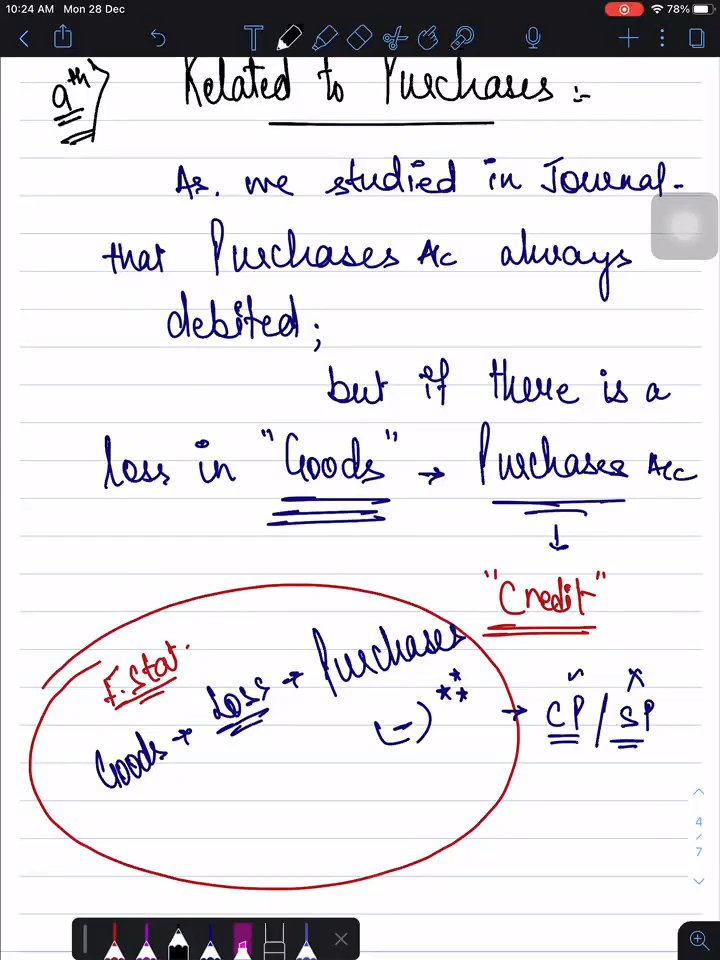 10:24 AM Mon 28 Dec
78%
9th Related to Purchases :-
As. we studied in Journal-
that Purchases Ac always
debited;
but if there is a
loss in "Goods" → Purchases A/c
↓
"Credit"
F. Stat.
Goods → Loss → Purchases
(-) *** → CP ✓ / SP ✗
4
/
7